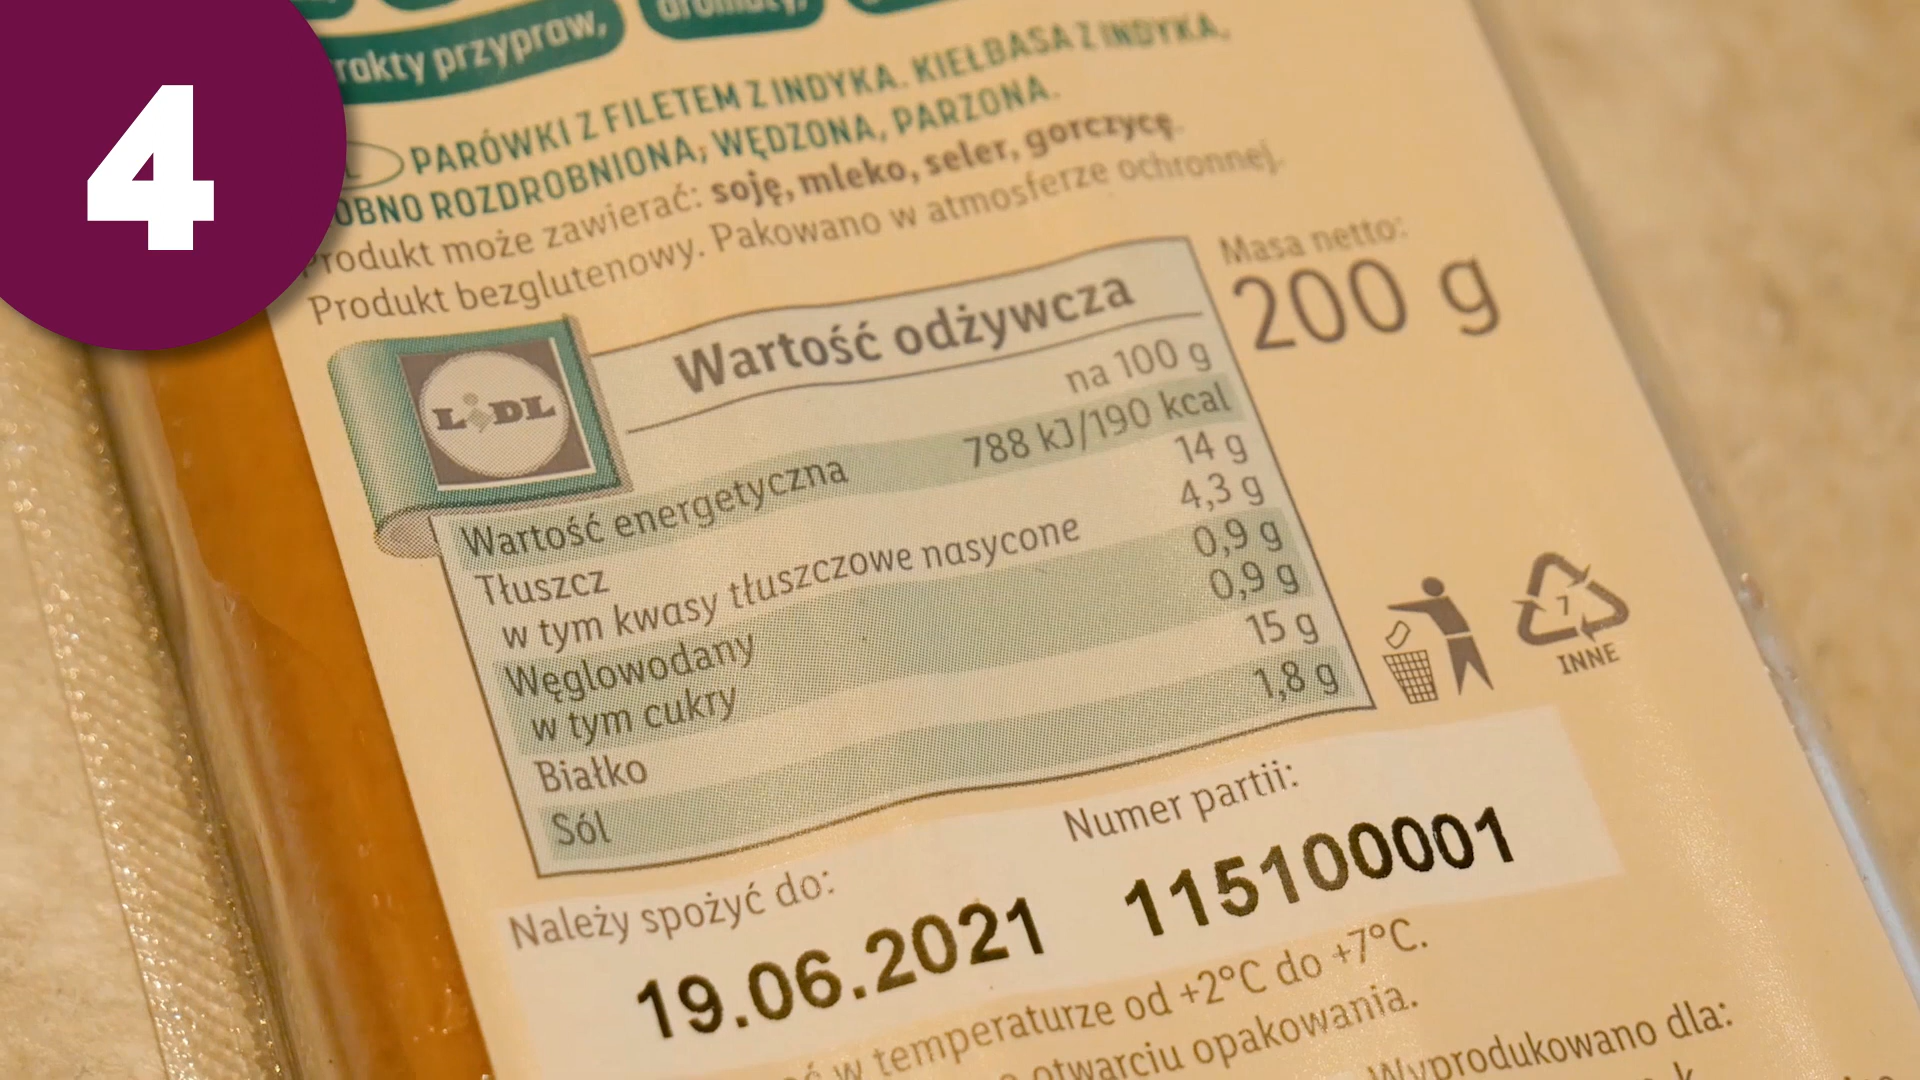 4
przypraw,
PARÓWKI Z FILETEM Z INDYKA. KIEŁBASA Z INDYKA,
OBNO ROZDROBNIONA, WĘDZONA, PARZONA.
Produkt może zawierać: soję, mleko, seler, gorczycę.
Produkt bezglutenowy. Pakowano w atmosferze ochronnej.
Masa netto:
200 g
LIDL
Wartość odżywcza
na 100 g
Wartość energetyczna 788 kJ/190 kcal
Tłuszcz 14 g
w tym kwasy tłuszczowe nasycone 4,3 g
Węglowodany 0,9 g
w tym cukry 0,9 g
Białko 15 g
Sól 1,8 g
7
INNE
Należy spożyć do: Numer partii:
19.06.2021 115100001
w temperaturze od +2°C do +7°C.
otwarciu opakowania.
Wyprodukowano dla: